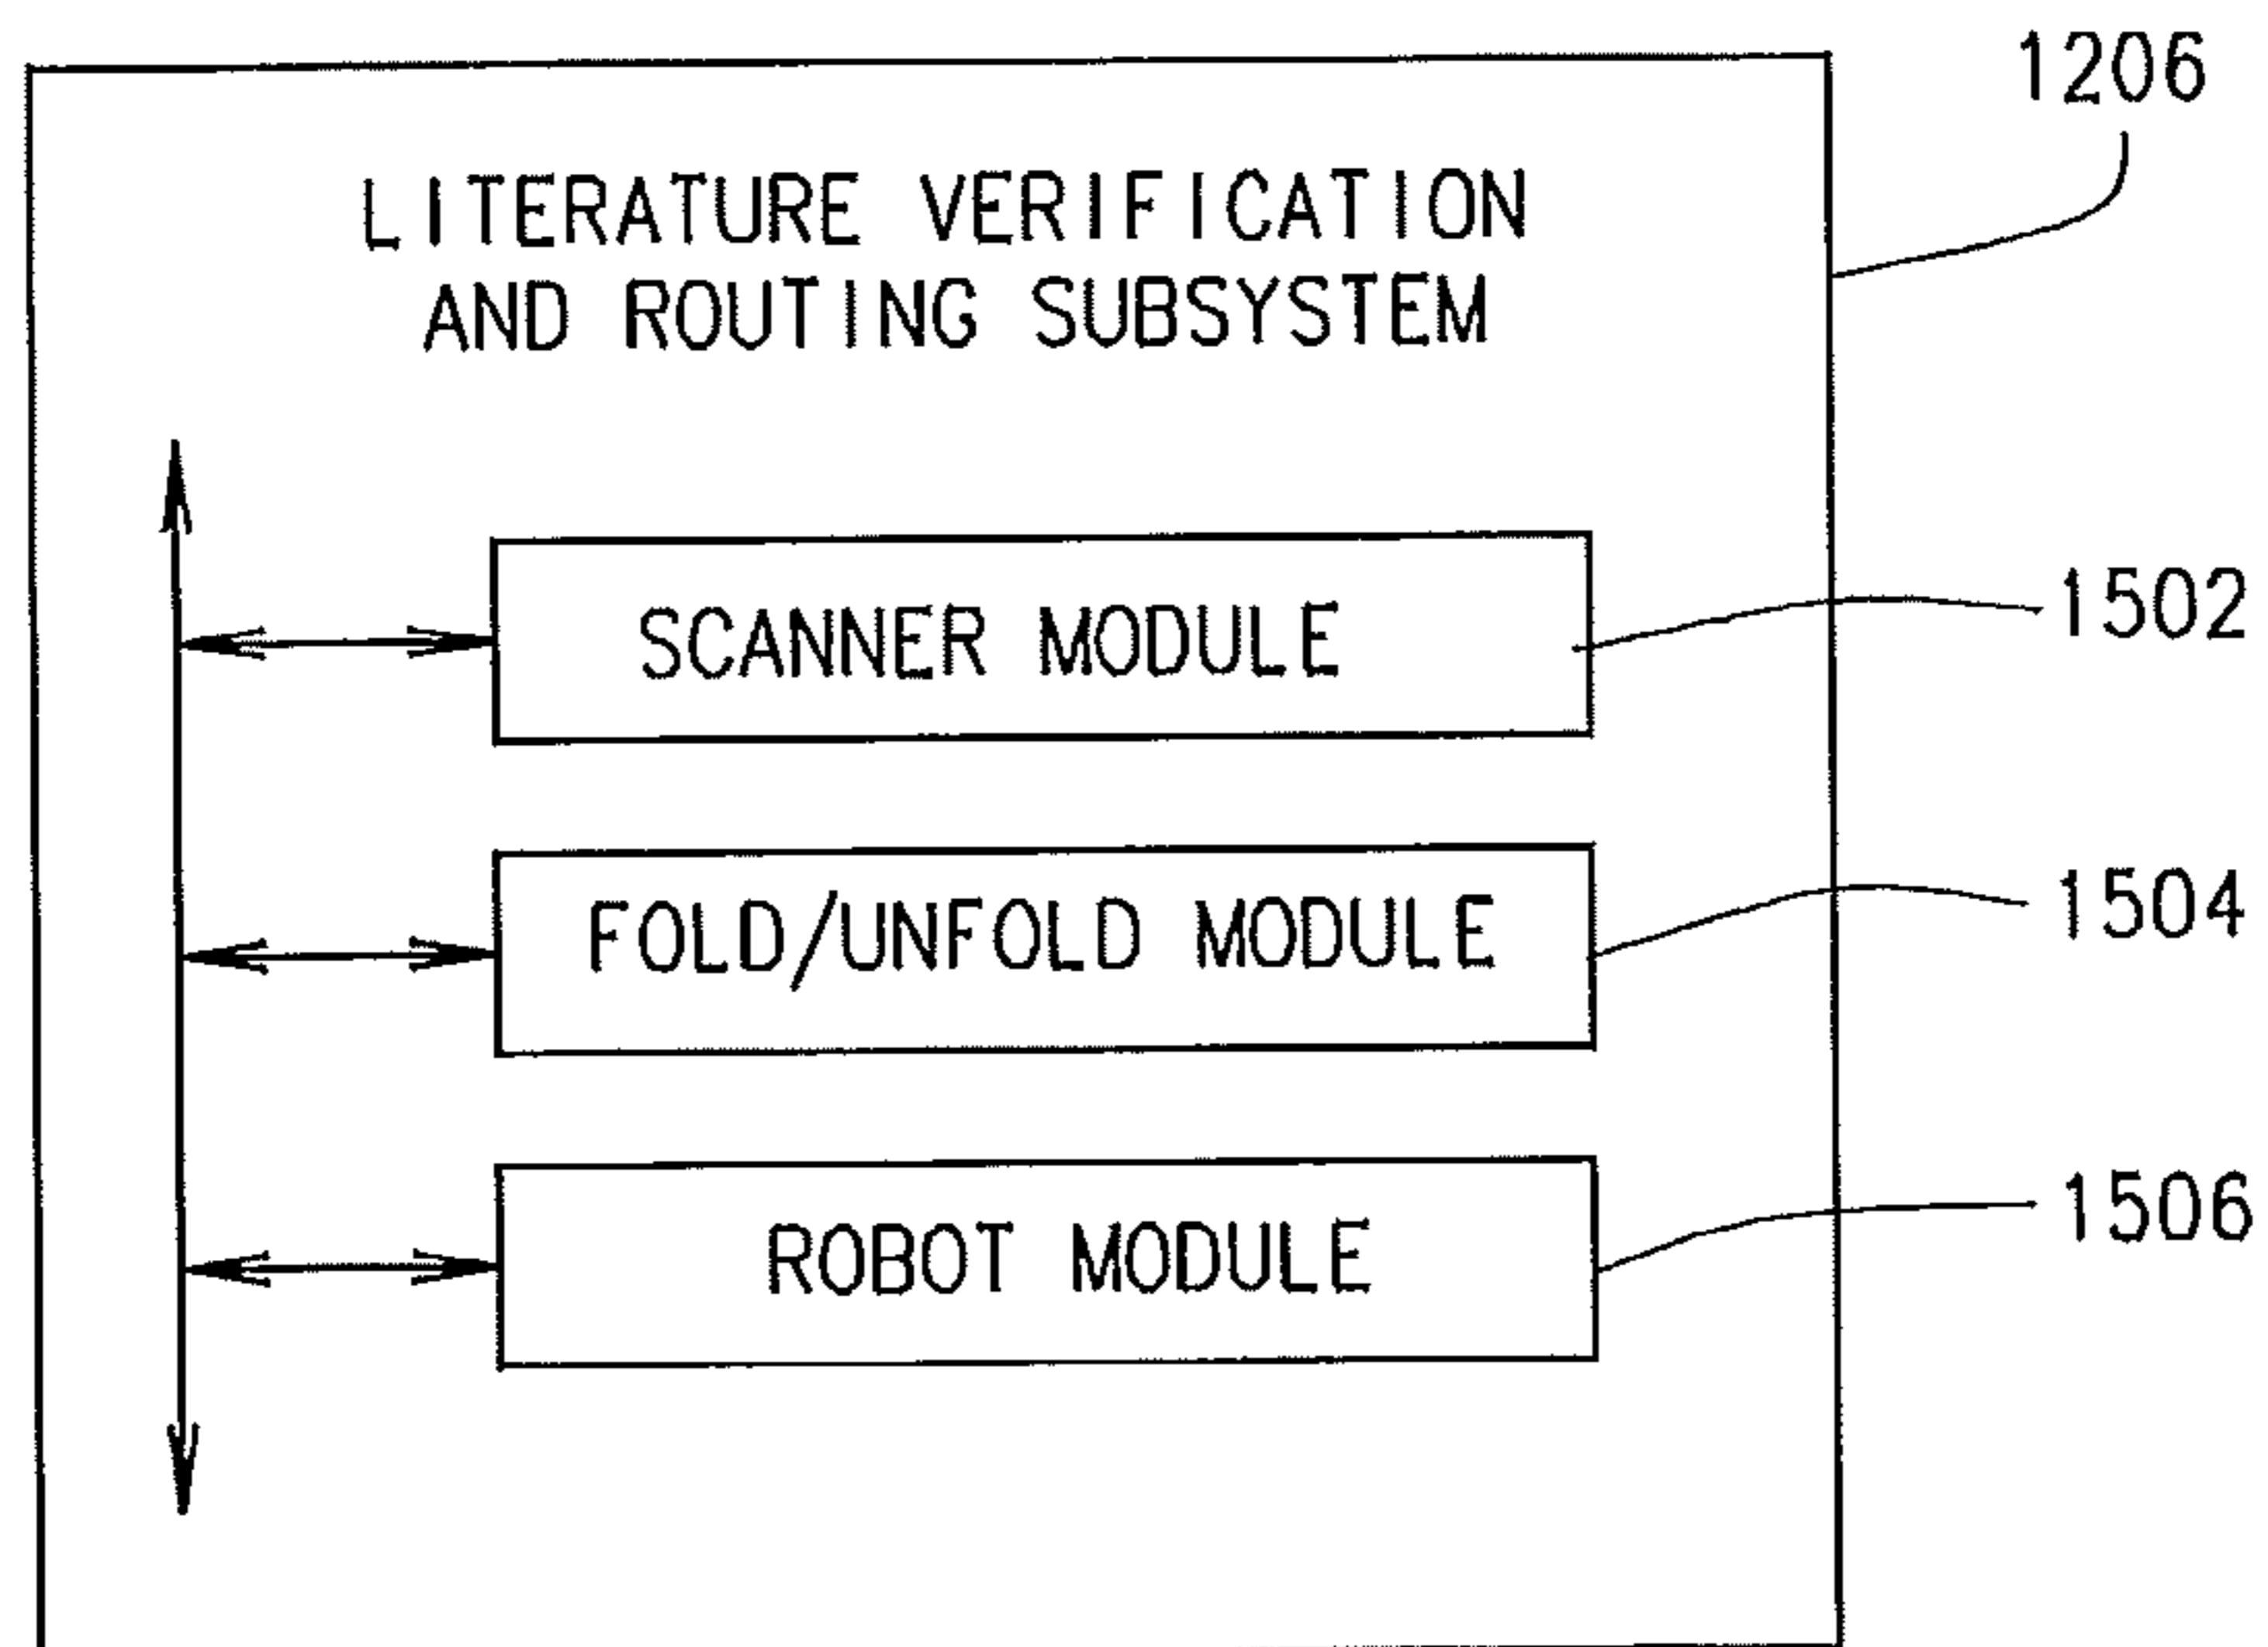 1206
LITERATURE VERIFICATION
AND ROUTING SUBSYSTEM
SCANNER MODULE
1502
FOLD/UNFOLD MODULE
1504
ROBOT MODULE
1506